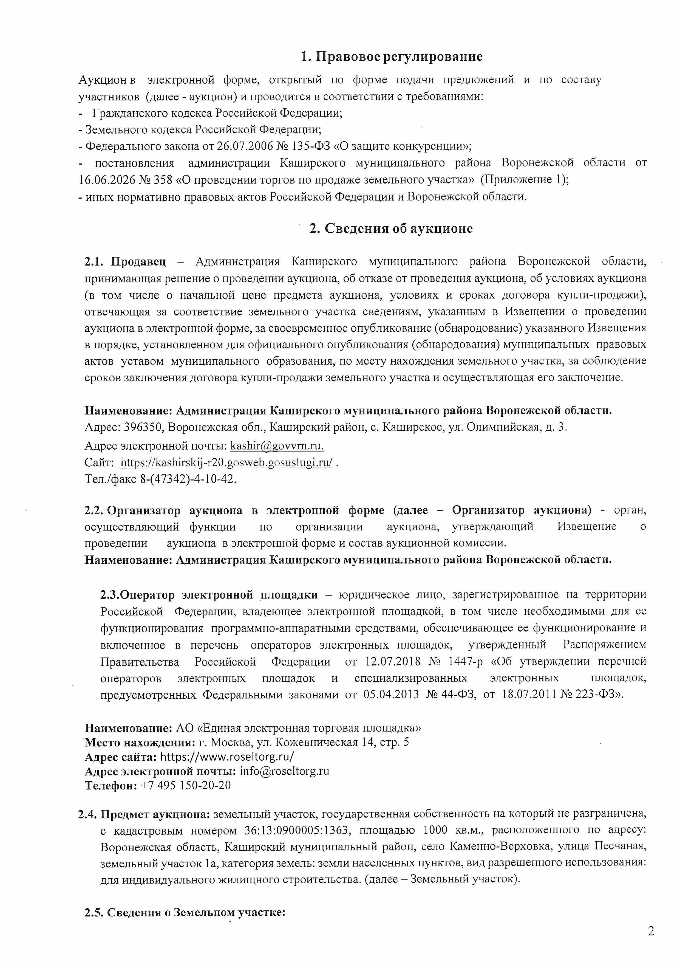 1. Правовое регулирование
Аукцион в электронной форме, открытый по форме подачи предложений и по составу
участников (далее - аукцион) и проводится в соответствии с требованиями:
- Гражданского кодекса Российской Федерации;
- Земельного кодекса Российской Федерации;
- Федерального закона от 26.07.2006 № 135-ФЗ «О защите конкуренции»;
- постановления администрации Каширского муниципального района Воронежской области от
16.06.2026 № 358 «О проведении торгов по продаже земельного участка» (Приложение 1);
- иных нормативно правовых актов Российской Федерации и Воронежской области.
2. Сведения об аукционе
2.1. Продавец – Администрация Каширского муниципального района Воронежской области,
принимающая решение о проведении аукциона, об отказе от проведения аукциона, об условиях аукциона
(в том числе о начальной цене предмета аукциона, условиях и сроках договора купли-продажи),
отвечающая за соответствие земельного участка сведениям, указанным в Извещении о проведении
аукциона в электронной форме, за своевременное опубликование (обнародование) указанного Извещения
в порядке, установленном для официального опубликования (обнародования) муниципальных правовых
актов уставом муниципального образования, по месту нахождения земельного участка, за соблюдение
сроков заключения договора купли-продажи земельного участка и осуществляющая его заключение.
Наименование: Администрация Каширского муниципального района Воронежской области.
Адрес: 396350, Воронежская обл., Каширский район, с. Каширское, ул. Олимпийская, д. 3.
Адрес электронной почты: kashir@govvrn.ru.
Сайт: https://kashirskij-r20.gosweb.gosuslugi.ru/ .
Тел./факс 8-(47342)-4-10-42.
2.2. Организатор аукциона в электронной форме (далее – Организатор аукциона) - орган,
осуществляющий функции по организации аукциона, утверждающий Извещение о
проведении аукциона в электронной форме и состав аукционной комиссии.
Наименование: Администрация Каширского муниципального района Воронежской области.
2.3.Оператор электронной площадки – юридическое лицо, зарегистрированное на территории
Российской Федерации, владеющее электронной площадкой, в том числе необходимыми для ее
функционирования программно-аппаратными средствами, обеспечивающее ее функционирование и
включенное в перечень операторов электронных площадок, утвержденный Распоряжением
Правительства Российской Федерации от 12.07.2018 № 1447-р «Об утверждении перечней
операторов электронных площадок и специализированных электронных площадок,
предусмотренных Федеральными законами от 05.04.2013 № 44-ФЗ, от 18.07.2011 № 223-ФЗ».
Наименование: АО «Единая электронная торговая площадка»
Место нахождения: г. Москва, ул. Кожевническая 14, стр. 5
Адрес сайта: https://www.roseltorg.ru/
Адрес электронной почты: info@roseltorg.ru
Телефон: +7 495 150-20-20
2.4. Предмет аукциона: земельный участок, государственная собственность на который не разграничена,
с кадастровым номером 36:13:0900005:1363, площадью 1000 кв.м., расположенного по адресу:
Воронежская область, Каширский муниципальный район, село Каменно-Верховка, улица Песчаная,
земельный участок 1а, категория земель: земли населенных пунктов, вид разрешенного использования:
для индивидуального жилищного строительства. (далее – Земельный участок).
2.5. Сведения о Земельном участке:
2